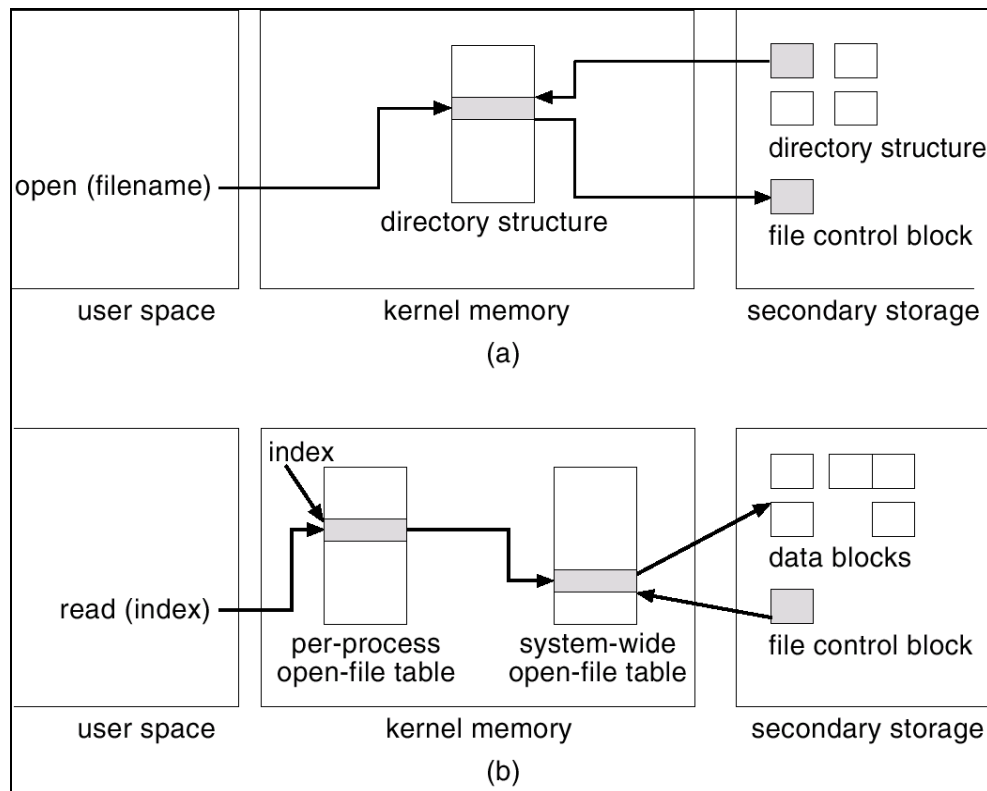 open (filename)
directory structure
directory structure
file control block
user space
kernel memory
secondary storage
(a)
index
read (index)
per-process
open-file table
system-wide
open-file table
data blocks
file control block
user space
kernel memory
secondary storage
(b)